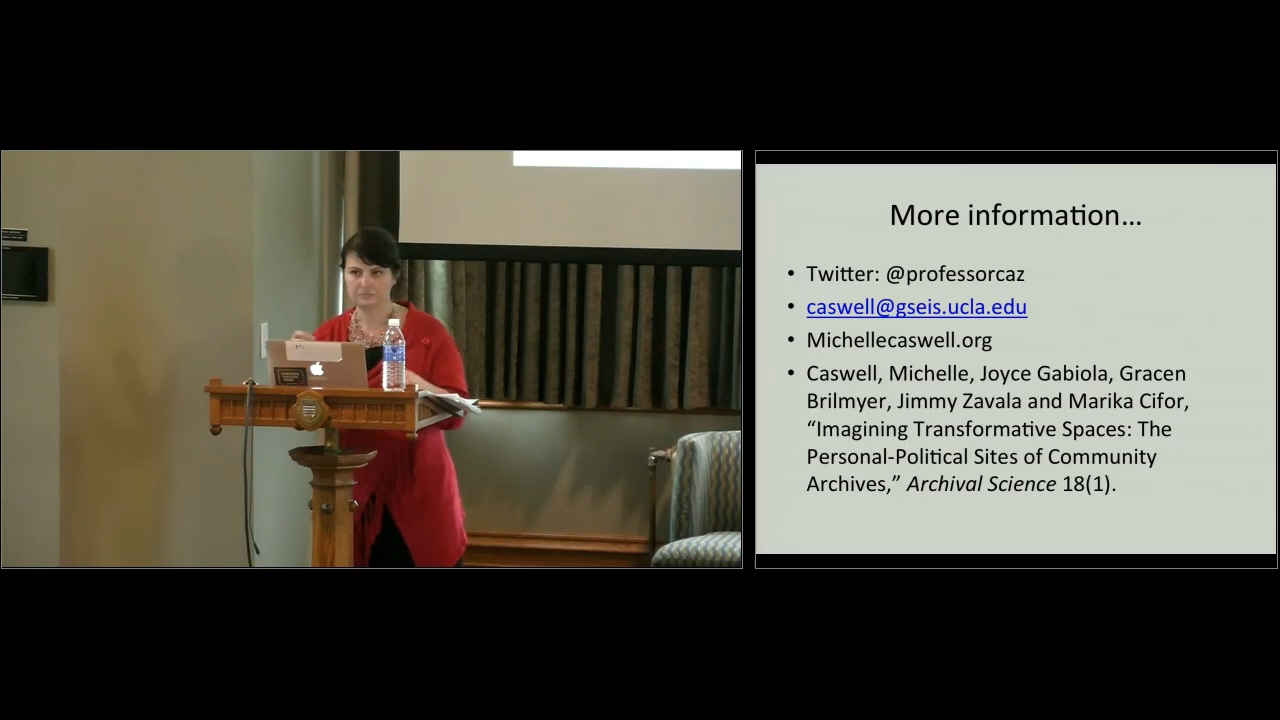 More information…
• Twitter: @professorcaz
• caswell@gseis.ucla.edu
• Michellecaswell.org
• Caswell, Michelle, Joyce Gabiola, Gracen
Brilmyer, Jimmy Zavala and Marika Cifor,
“Imagining Transformative Spaces: The
Personal-Political Sites of Community
Archives,” Archival Science 18(1).